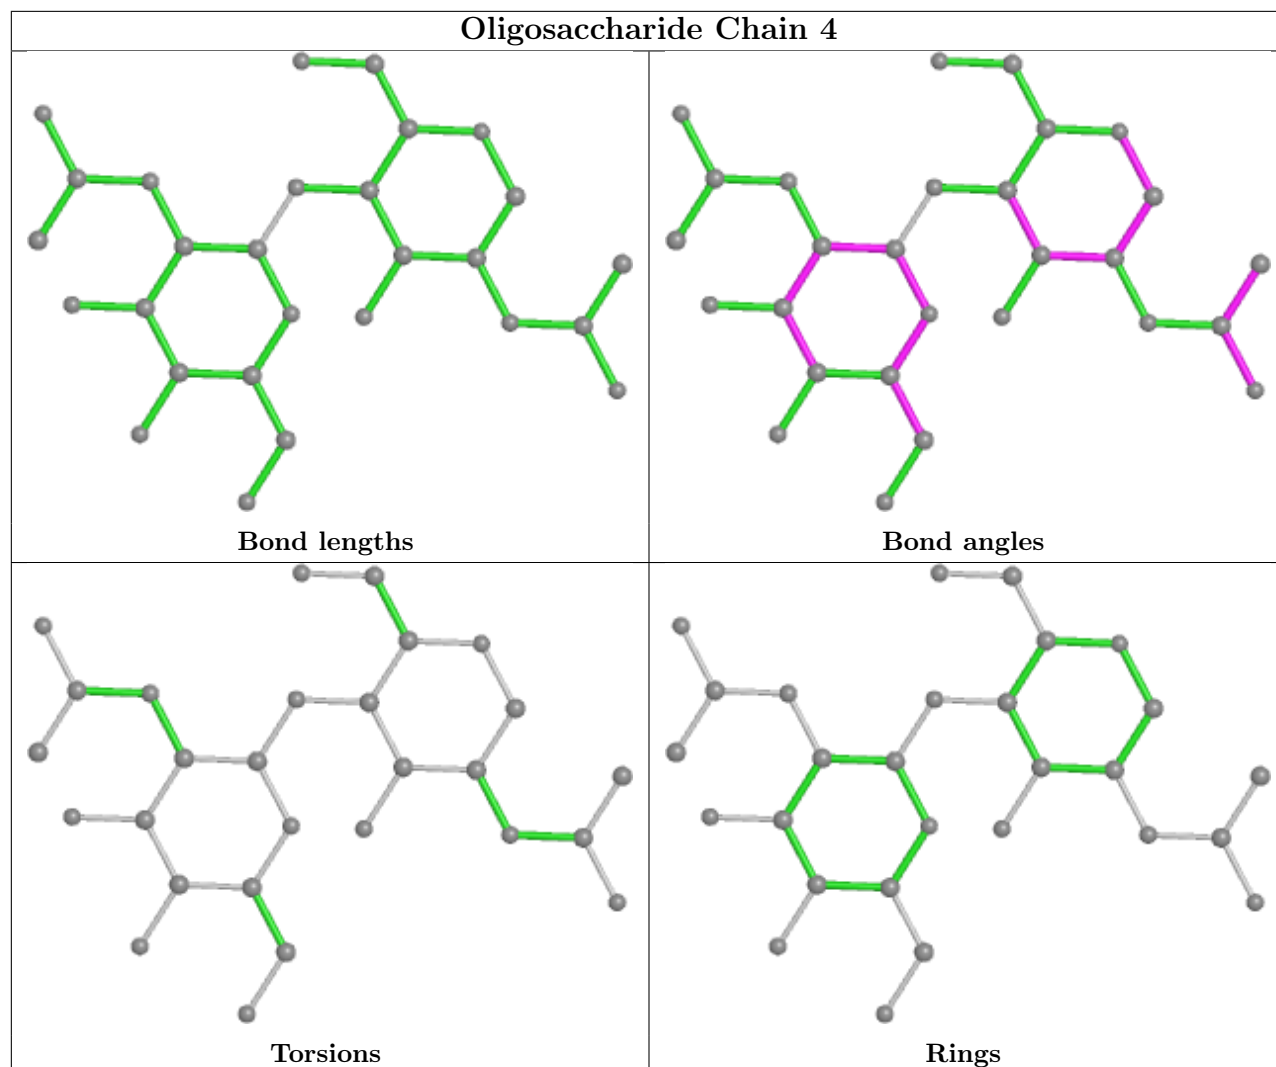 Oligosaccharide Chain 4
Bond lengths
Bond angles
Torsions
Rings